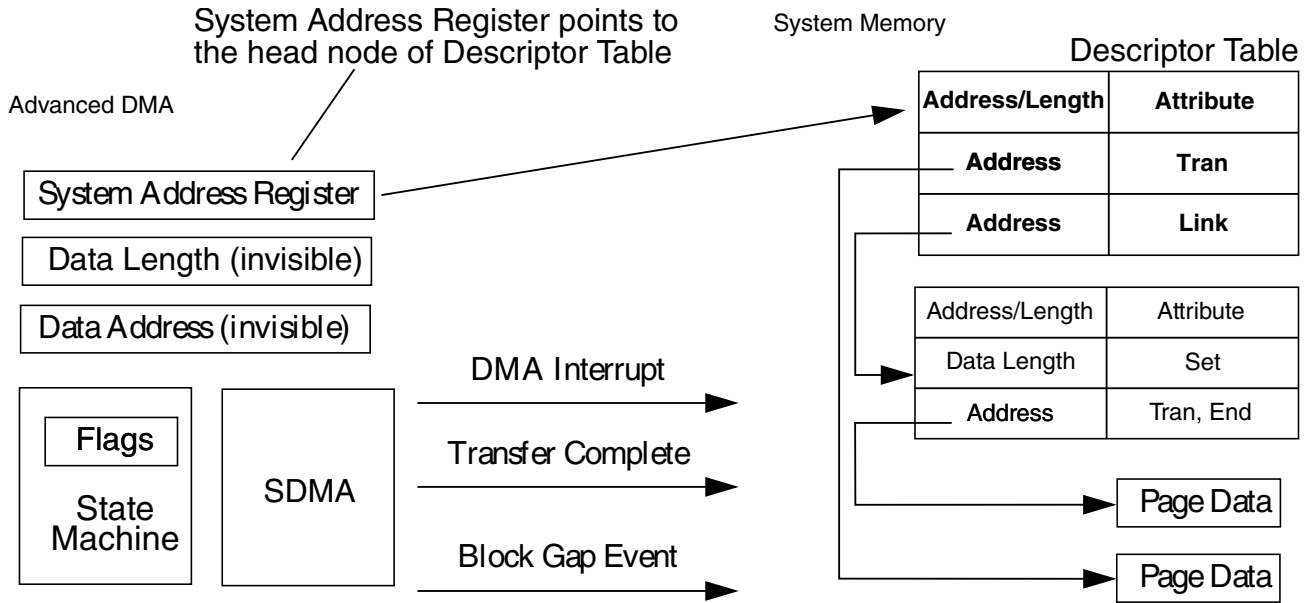 System Address Register points to
the head node of Descriptor Table
System Memory
Descriptor Table
Advanced DMA
Address/Length Attribute
Address Tran
Address Link
System Address Register
Data Length (invisible)
Data Address (invisible)
Address/Length Attribute
Data Length Set
Address Tran, End
Flags
State
Machine
SDMA
DMA Interrupt
Transfer Complete
Block Gap Event
Page Data
Page Data